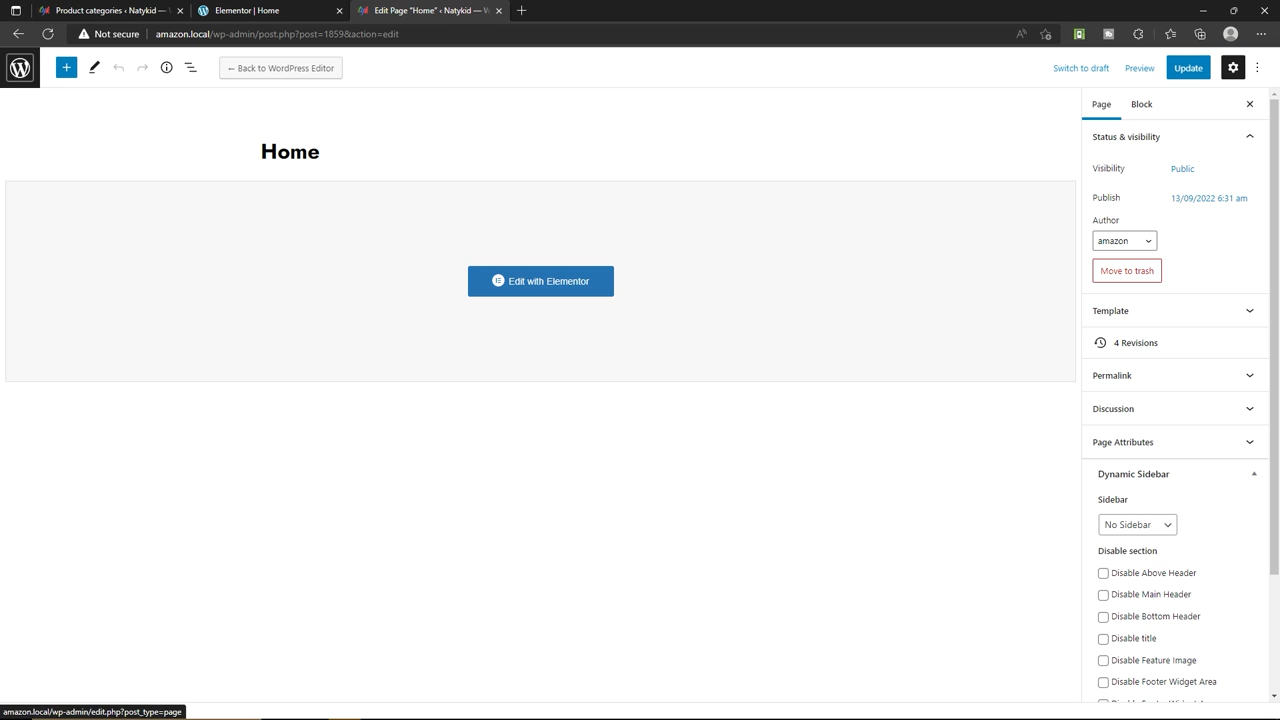 Product categories ‹ Natykid — W
Elementor | Home
Edit Page "Home" ‹ Natykid — W
Not secure
amazon.local/wp-admin/post.php?post=1859&action=edit
← Back to WordPress Editor
Switch to draft
Preview
Update
Page
Block
Home
Edit with Elementor
Status & visibility
Visibility
Public
Publish
13/09/2022 6:31 am
Author
amazon
Move to trash
Template
4 Revisions
Permalink
Discussion
Page Attributes
Dynamic Sidebar
Sidebar
No Sidebar
Disable section
Disable Above Header
Disable Main Header
Disable Bottom Header
Disable title
Disable Feature Image
Disable Footer Widget Area
amazon.local/wp-admin/edit.php?post_type=page